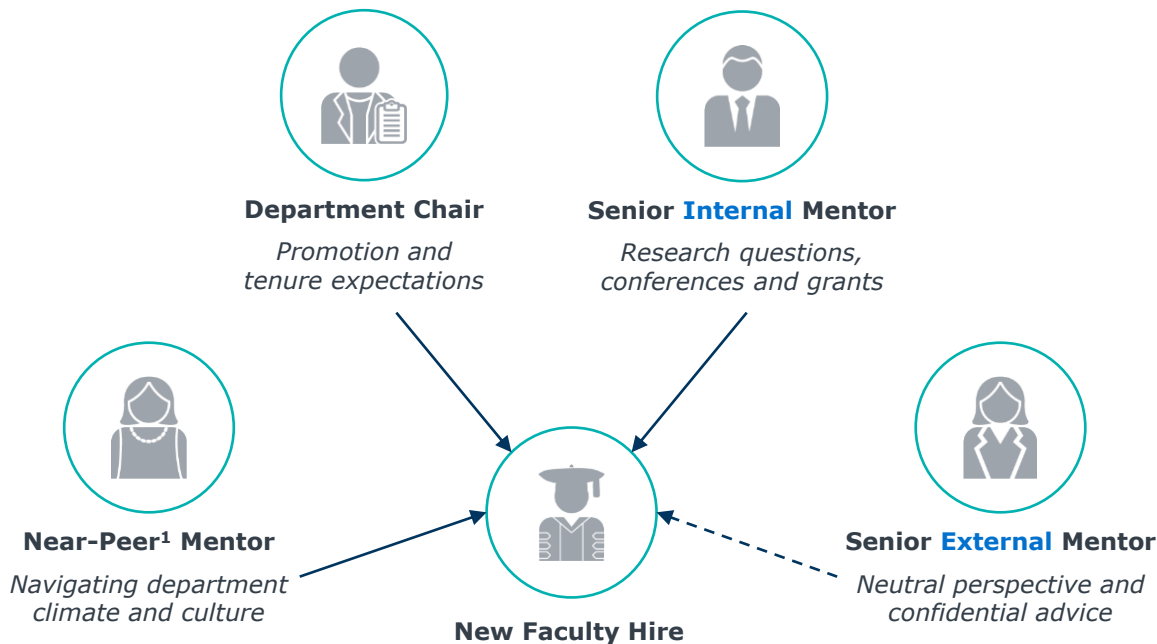 Department Chair
Promotion and
tenure expectations
Senior Internal Mentor
Research questions,
conferences and grants
Near-Peer¹ Mentor
Navigating department
climate and culture
Senior External Mentor
Neutral perspective and
confidential advice
New Faculty Hire